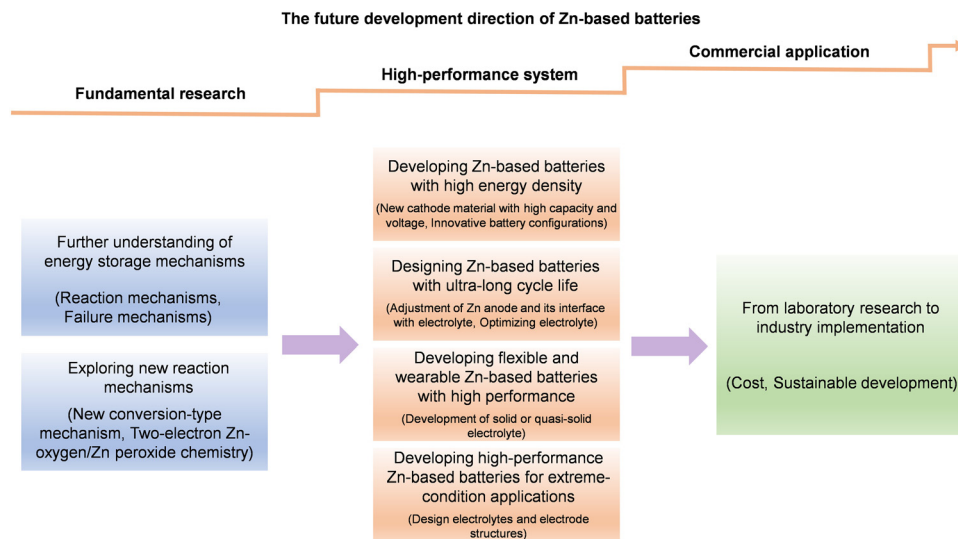 The future development direction of Zn-based batteries
Commercial application
High-performance system
Fundamental research
Further understanding of
energy storage mechanisms
(Reaction mechanisms,
Failure mechanisms)
Exploring new reaction
mechanisms
(New conversion-type
mechanism, Two-electron Zn-
oxygen/Zn peroxide chemistry)
Developing Zn-based batteries
with high energy density
(New cathode material with high capacity and
voltage, Innovative battery configurations)
Designing Zn-based batteries
with ultra-long cycle life
(Adjustment of Zn anode and its interface
with electrolyte, Optimizing electrolyte)
Developing flexible and
wearable Zn-based batteries
with high performance
(Development of solid or quasi-solid
electrolyte)
Developing high-performance
Zn-based batteries for extreme-
condition applications
(Design electrolytes and electrode
structures)
From laboratory research to
industry implementation
(Cost, Sustainable development)